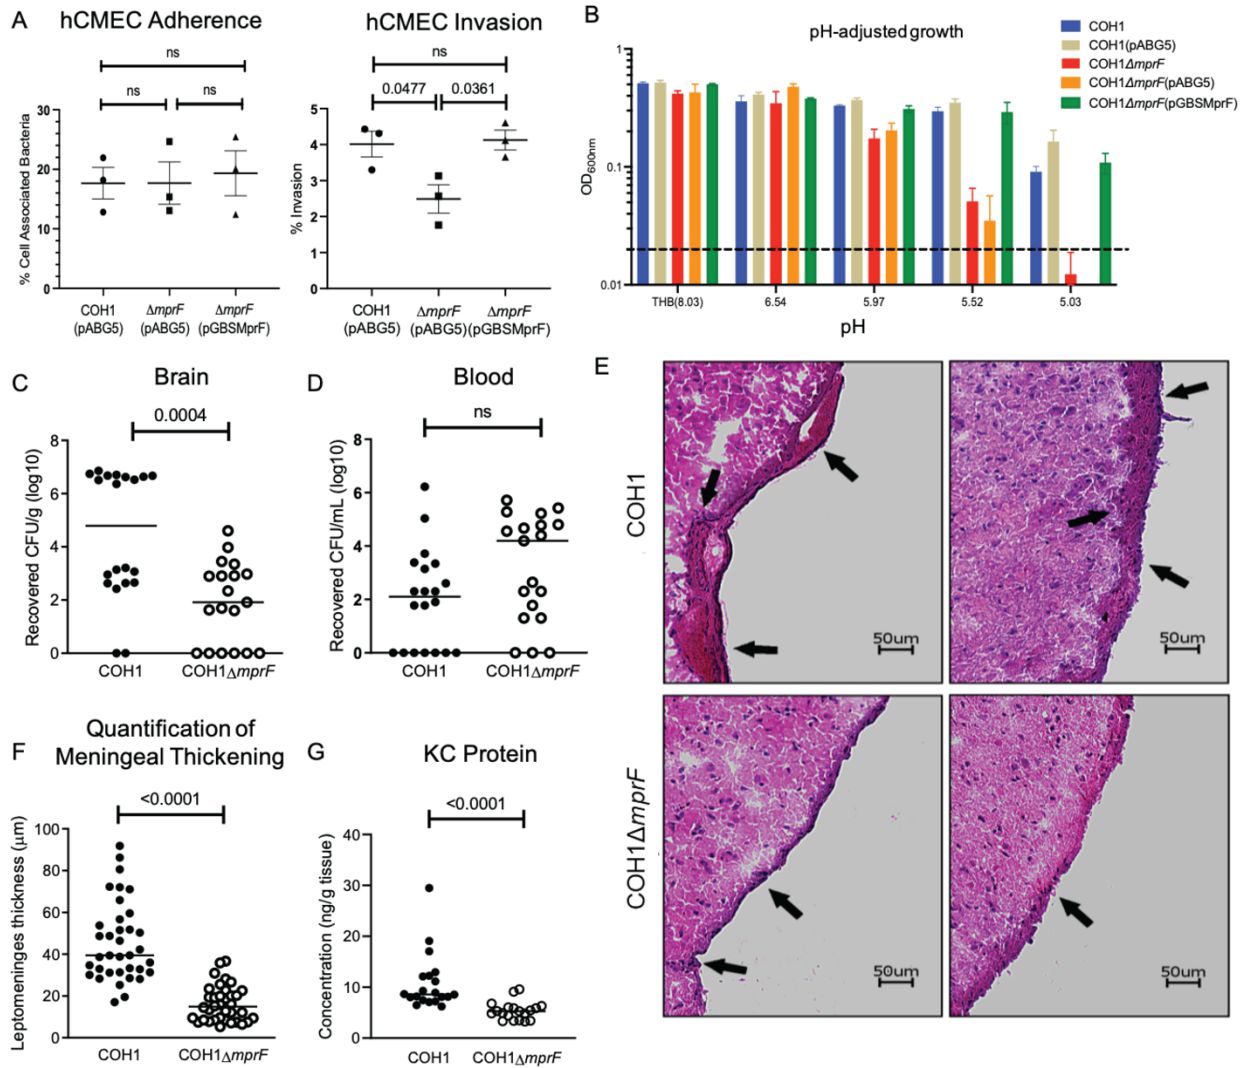 A
hCMEC Adherence
ns
ns
ns
% Cell Associated Bacteria
30
20
10
0
COH1
(pABG5)
ΔmprF
(pABG5)
ΔmprF
(pGBSMprF)
hCMEC Invasion
ns
0.0477
0.0361
% Invasion
5
4
3
2
1
0
COH1
(pABG5)
ΔmprF
(pABG5)
ΔmprF
(pGBSMprF)
B
pH-adjusted growth
COH1
COH1(pABG5)
COH1ΔmprF
COH1ΔmprF(pABG5)
COH1ΔmprF(pGBSMprF)
OD600nm
1
0.1
0.01
THB(8.03)
6.54
5.97
5.52
5.03
pH
C
Brain
0.0004
Recovered CFU/g (log10)
8
6
4
2
0
COH1
COH1ΔmprF
D
Blood
ns
Recovered CFU/mL (log10)
8
6
4
2
0
COH1
COH1ΔmprF
E
COH1
50um
50um
COH1ΔmprF
50um
50um
F
Quantification of
Meningeal Thickening
<0.0001
Leptomeninges thickness (μm)
100
80
60
40
20
0
COH1
COH1ΔmprF
G
KC Protein
<0.0001
Concentration (ng/g tissue)
40
30
20
10
0
COH1
COH1ΔmprF